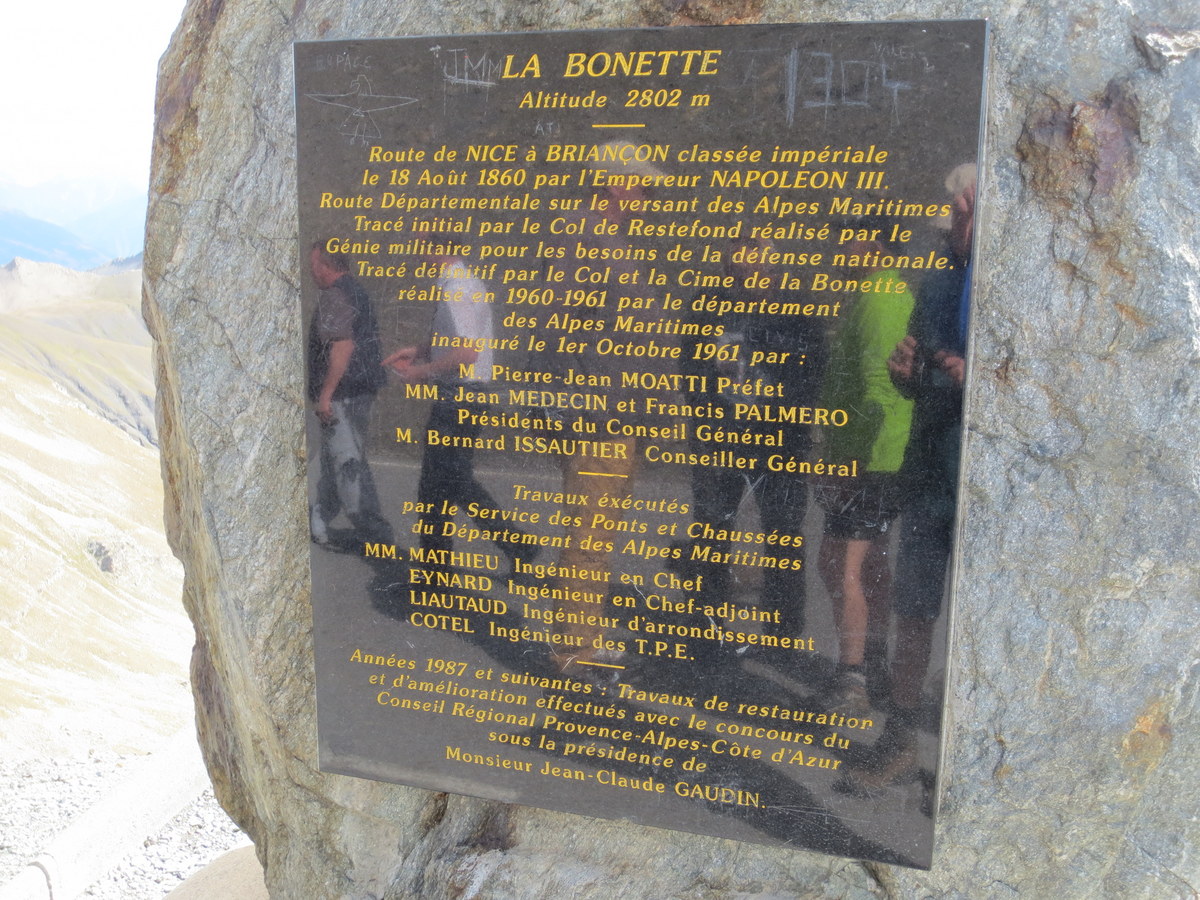 LA BONETTE
Altitude 2802 m
Route de NICE à BRIANÇON classée impériale
le 18 Août 1860 par l'Empereur NAPOLEON III.
Route Départementale sur le versant des Alpes Maritimes
Tracé initial par le Col de Restefond réalisé par le
Génie militaire pour les besoins de la défense nationale.
Tracé définitif par le Col et la Cime de la Bonette
réalisé en 1960-1961 par le département
des Alpes Maritimes
inauguré le 1er Octobre 1961 par :
M. Pierre-Jean MOATTI Préfet
MM. Jean MEDECIN et Francis PALMERO
Présidents du Conseil Général
M. Bernard ISSAUTIER Conseiller Général
Travaux éxécutés
par le Service des Ponts et Chaussées
du Département des Alpes Maritimes
MM. MATHIEU Ingénieur en Chef
EYNARD Ingénieur en Chef-adjoint
LIAUTAUD Ingénieur d'arrondissement
COTEL Ingénieur des T.P.E.
Années 1987 et suivantes : Travaux de restauration
et d'amélioration effectués avec le concours du
Conseil Régional Provence-Alpes-Côte d'Azur
sous la présidence de
Monsieur Jean-Claude GAUDIN.